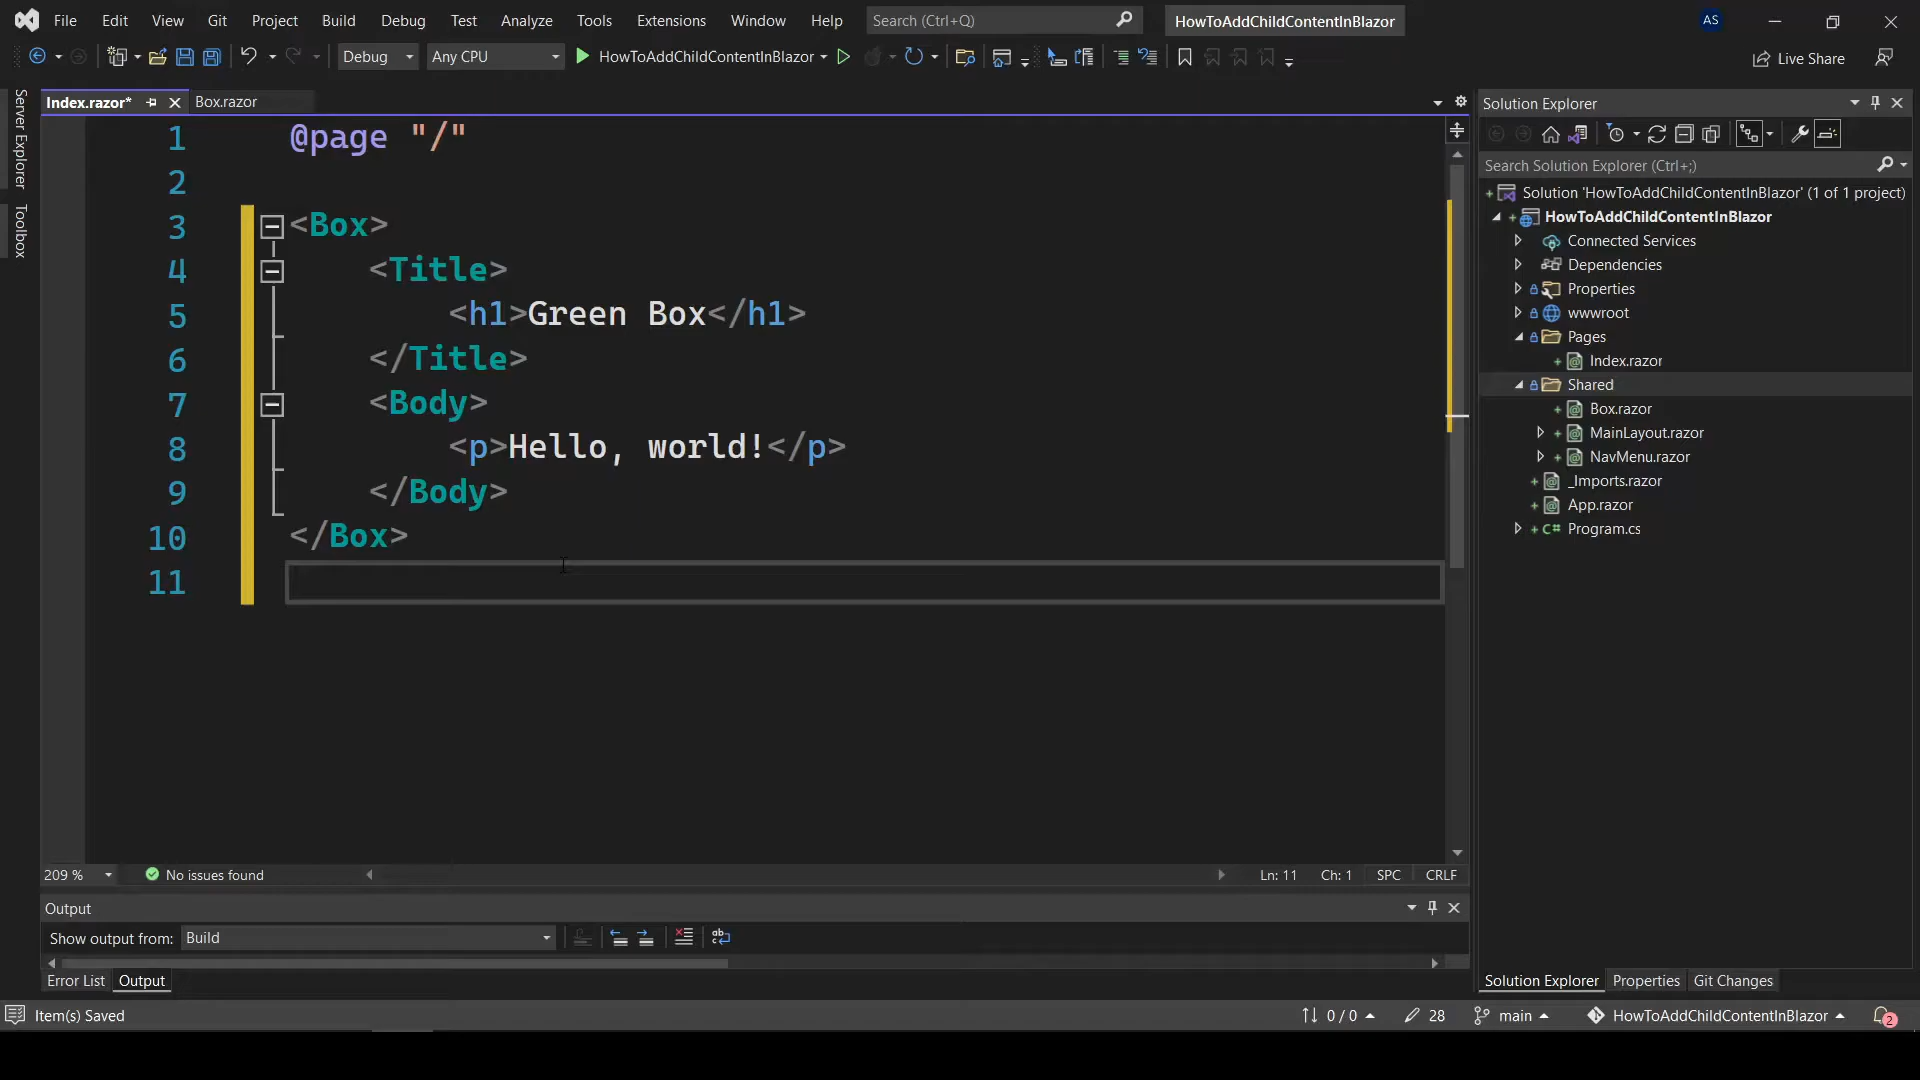 File Edit View Git Project Build Debug Test Analyze Tools Extensions Window Help Search (Ctrl+Q) HowToAddChildContentInBlazor AS
Debug Any CPU HowToAddChildContentInBlazor Live Share
Server Explorer
Toolbox
Index.razor* Box.razor
1 @page "/"
2
3 <Box>
4 <Title>
5 <h1>Green Box</h1>
6 </Title>
7 <Body>
8 <p>Hello, world!</p>
9 </Body>
10 </Box>
11
209 % No issues found Ln: 11 Ch: 1 SPC CRLF
Output
Show output from: Build
Error List Output
Solution Explorer
Search Solution Explorer (Ctrl+;)
Solution 'HowToAddChildContentInBlazor' (1 of 1 project)
HowToAddChildContentInBlazor
Connected Services
Dependencies
Properties
wwwroot
Pages
Index.razor
Shared
Box.razor
MainLayout.razor
NavMenu.razor
_Imports.razor
App.razor
C# Program.cs
Solution Explorer Properties Git Changes
Item(s) Saved 0 / 0 28 main HowToAddChildContentInBlazor 2